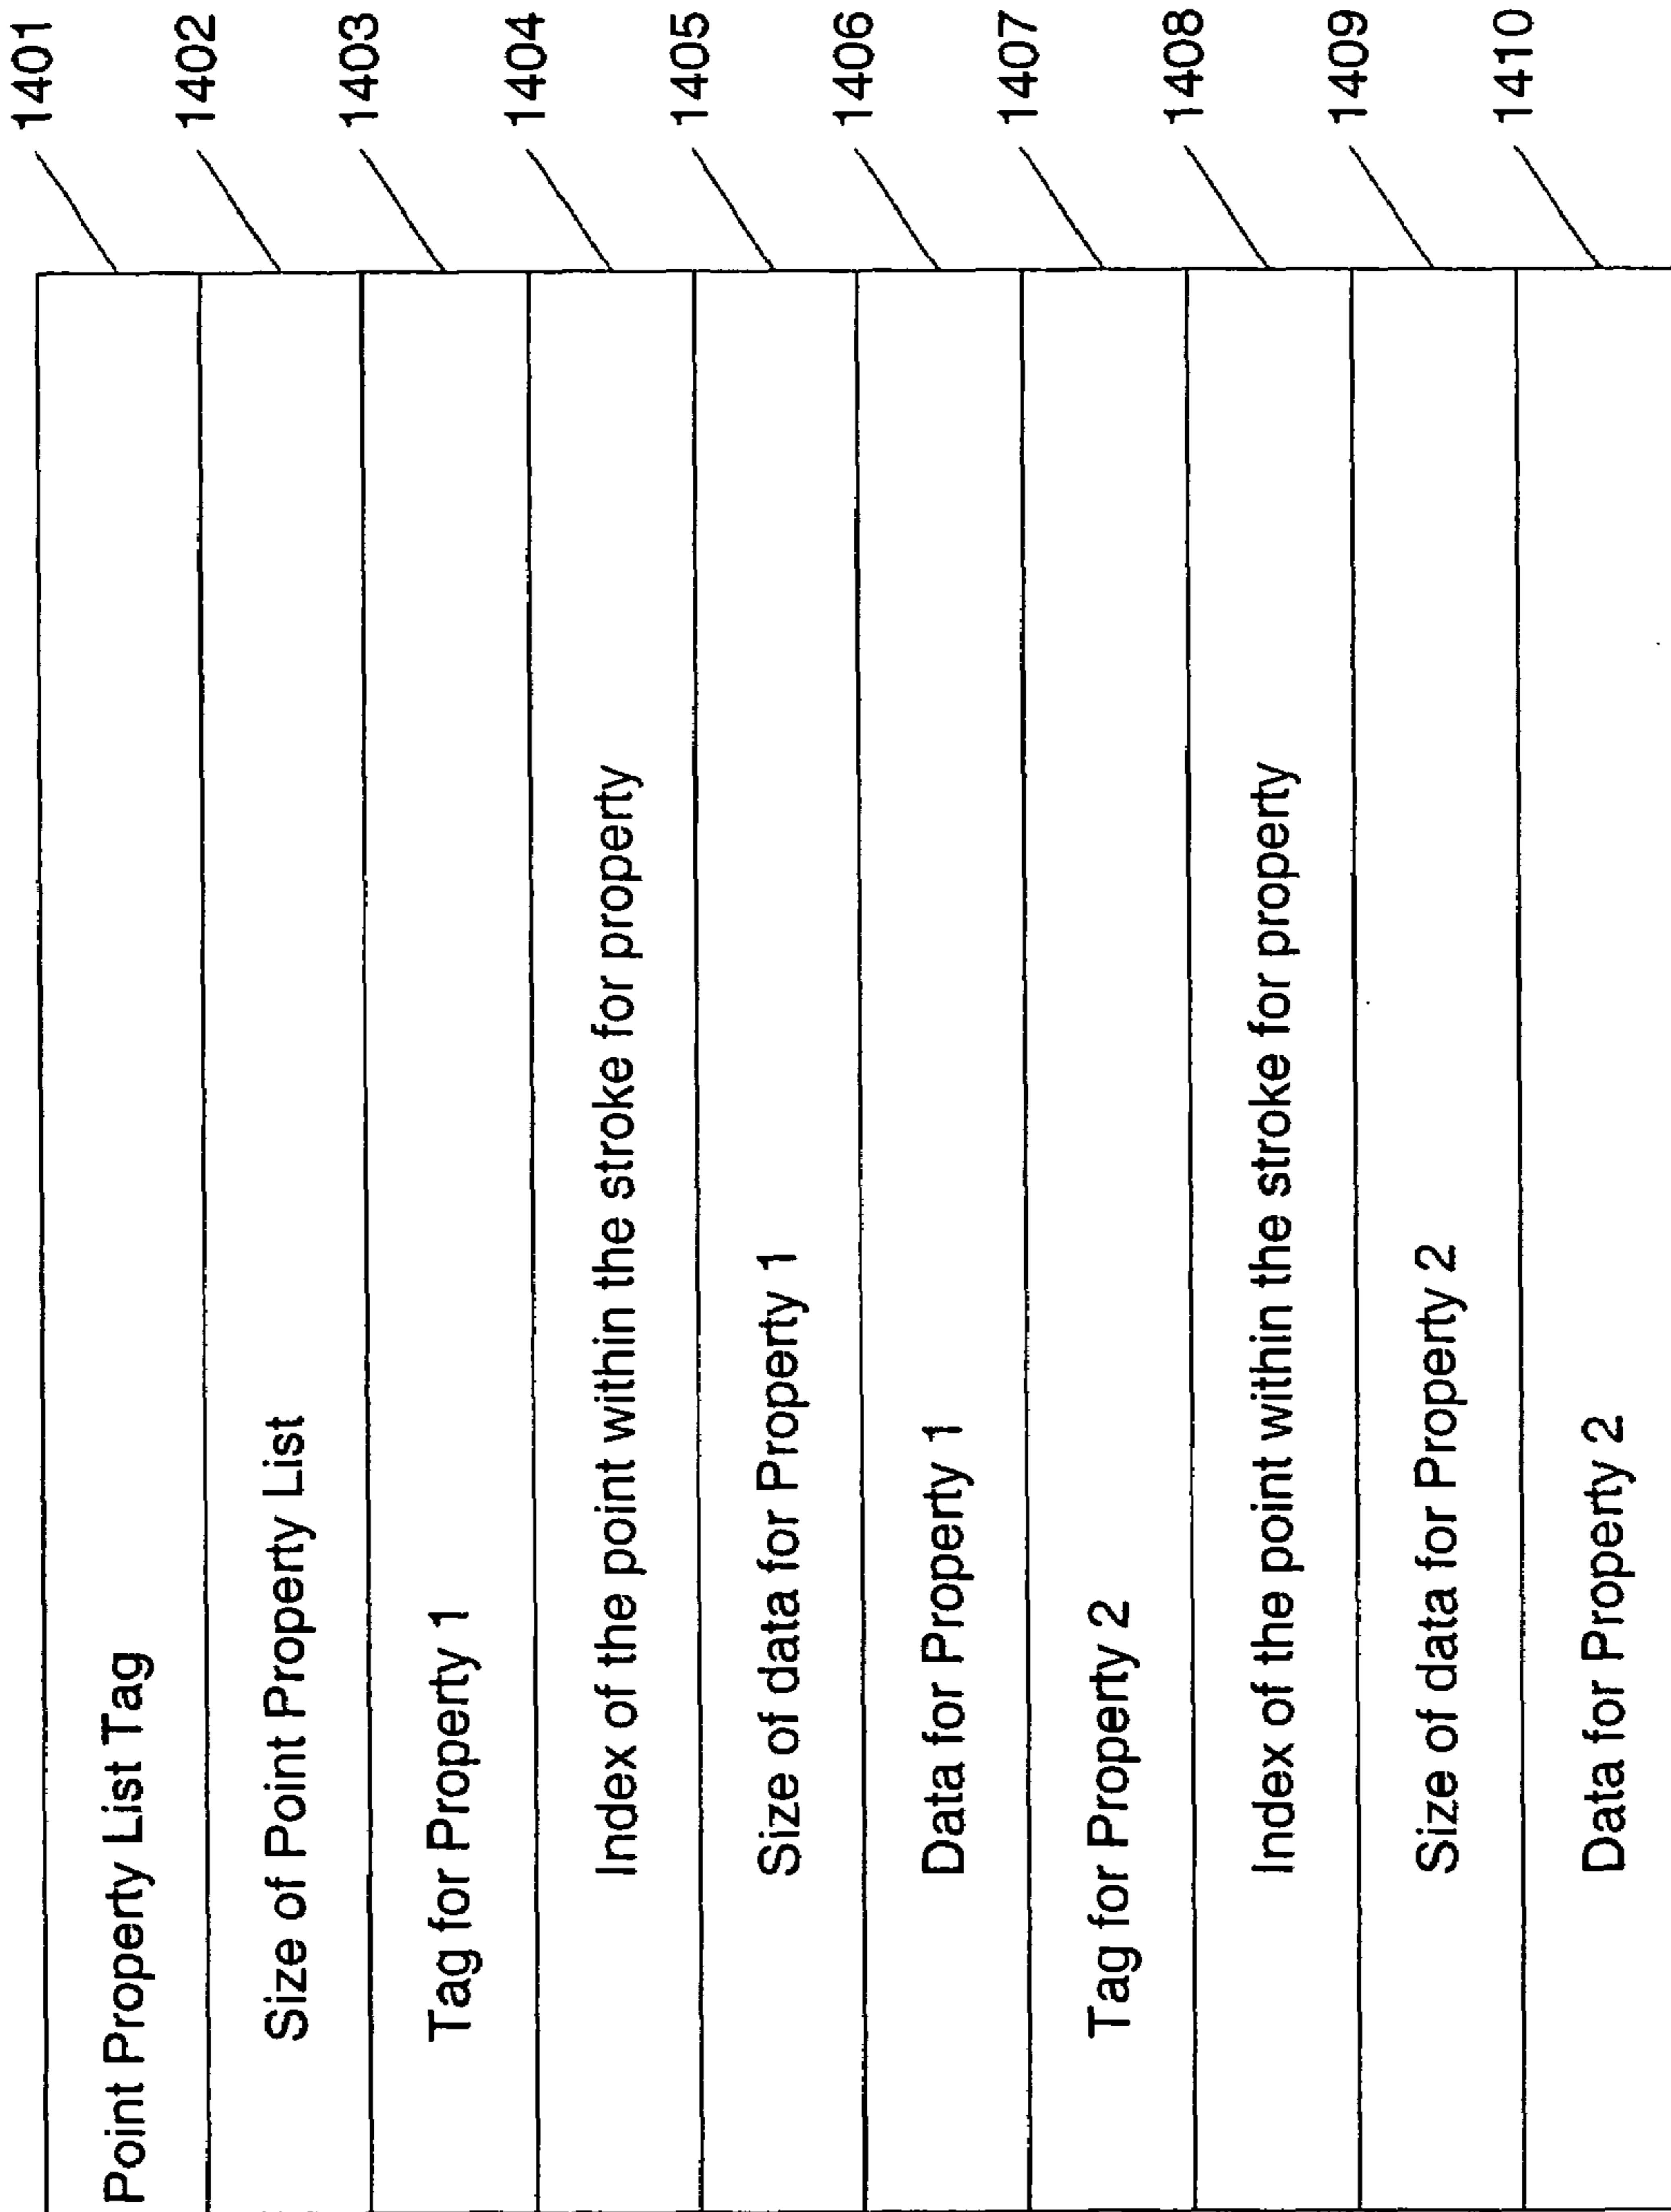 Point Property List Tag 1401
Size of Point Property List 1402
Tag for Property 1 1403
Index of the point within the stroke for property 1404
Size of data for Property 1 1405
Data for Property 1 1406
Tag for Property 2 1407
Index of the point within the stroke for property 1408
Size of data for Property 2 1409
Data for Property 2 1410